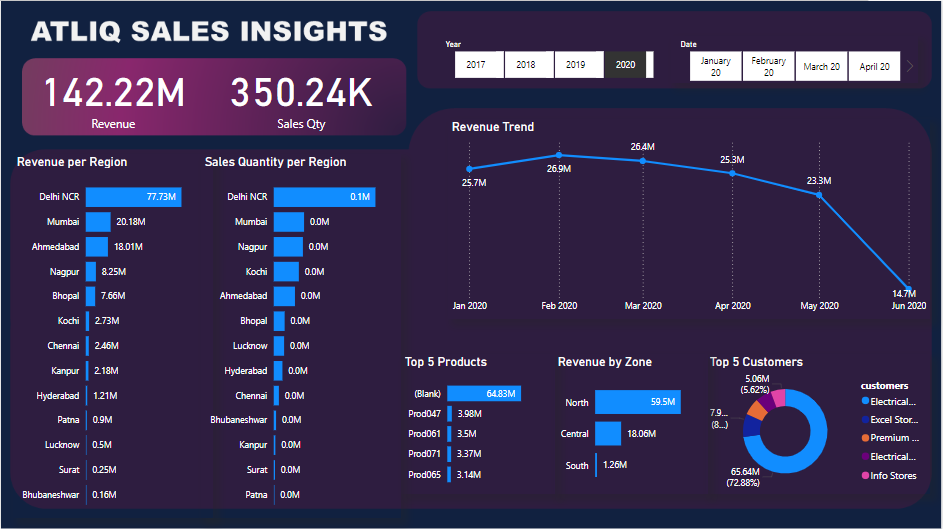 ATLIQ SALES INSIGHTS
142.22M
Revenue
350.24K
Sales Qty
Year
2017 2018 2019 2020
Date
January 20 February 20 March 20 April 20
Revenue per Region
Delhi NCR 77.73M
Mumbai 20.18M
Ahmedabad 18.01M
Nagpur 8.25M
Bhopal 7.66M
Kochi 2.73M
Chennai 2.46M
Kanpur 2.18M
Hyderabad 1.21M
Patna 0.9M
Lucknow 0.5M
Surat 0.25M
Bhubaneshwar 0.16M
Sales Quantity per Region
Delhi NCR 0.1M
Mumbai 0.0M
Nagpur 0.0M
Kochi 0.0M
Ahmedabad 0.0M
Bhopal 0.0M
Lucknow 0.0M
Hyderabad 0.0M
Chennai 0.0M
Bhubaneshwar 0.0M
Kanpur 0.0M
Surat 0.0M
Patna 0.0M
Revenue Trend
25.7M 26.9M 26.4M 25.3M 23.3M 14.7M
Jan 2020 Feb 2020 Mar 2020 Apr 2020 May 2020 Jun 2020
Top 5 Products
(Blank) 64.83M
Prod047 3.98M
Prod061 3.5M
Prod071 3.37M
Prod065 3.14M
Revenue by Zone
North 59.5M
Central 18.06M
South 1.26M
Top 5 Customers
5.06M
(5.62%)
7.9...
(8...)
65.64M
(72.88%)
customers
Electrical...
Excel Stor...
Premium ...
Electrical...
Info Stores